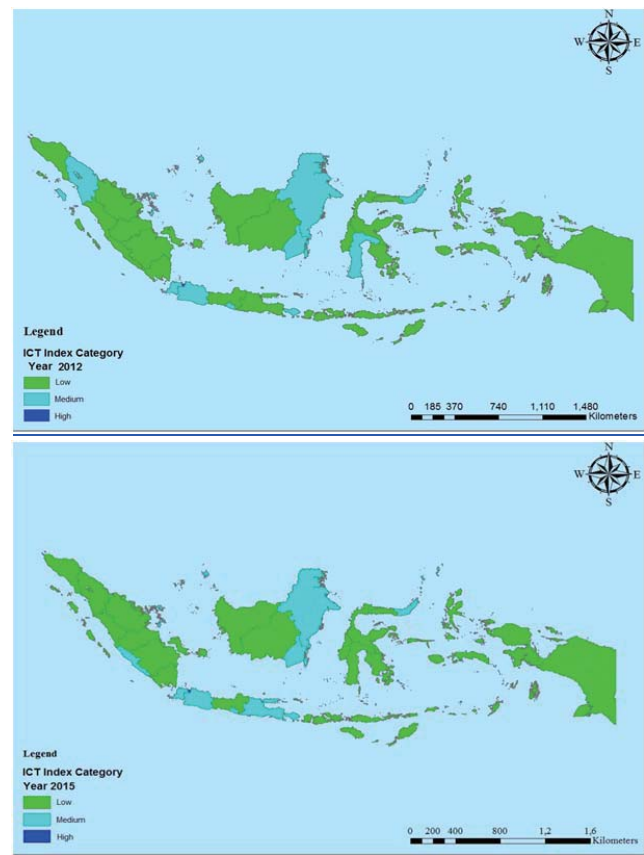 N
W E
S
Legend
ICT Index Category
Year 2012
Low
Medium
High
0 185 370 740 1,110 1,480
Kilometers
N
W E
S
Legend
ICT Index Category
Year 2015
Low
Medium
High
0 200 400 800 1,2 1,6
Kilometers